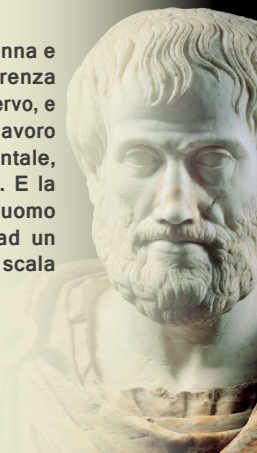 nna e
renza
ervo, e
avoro
ntale,
. E la
uomo
ad un
scala